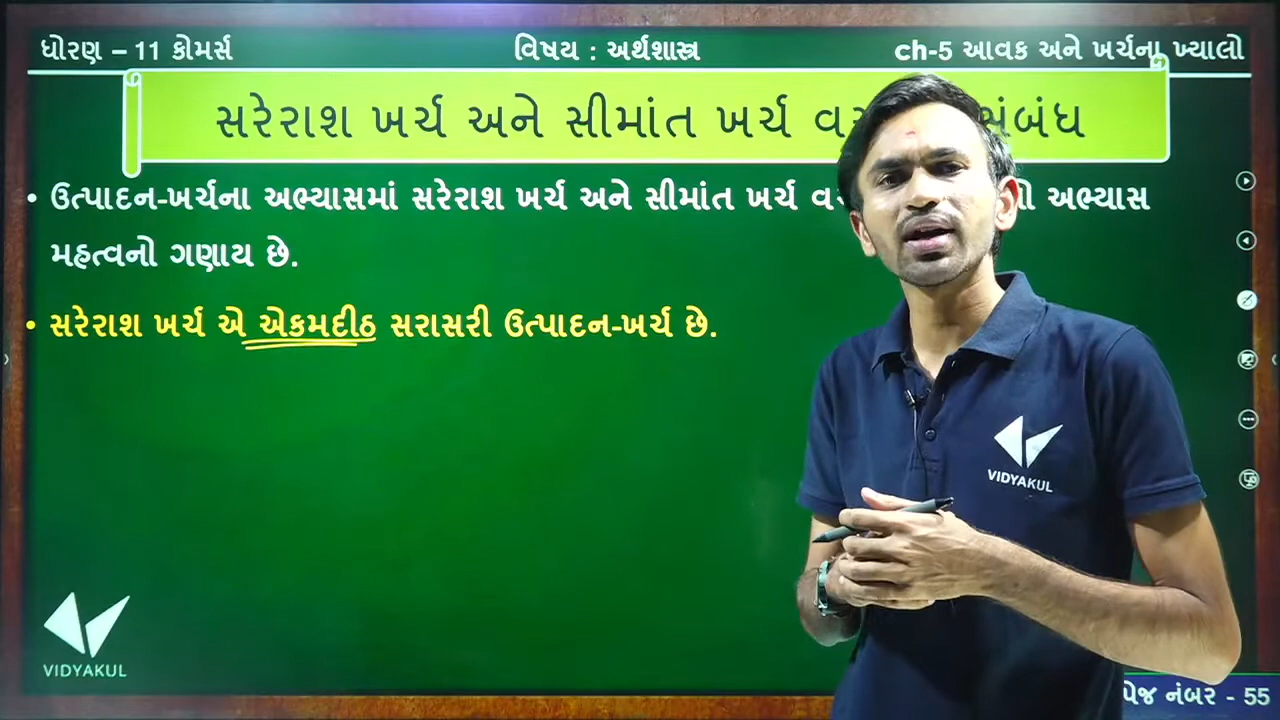 ધોરણ – 11 કોમર્સ
વિષય : અર્થશાસ્ત્ર
ch-5 આવક અને ખર્ચના ખ્યાલો
સરેરાશ ખર્ચ અને સીમાંત ખર્ચ
• ઉત્પાદન-ખર્ચના અભ્યાસમાં સરેરાશ ખર્ચ અને સીમાંત ખર્ચ અભ્યાસ
મહત્વનો ગણાય છે.
• સરેરાશ ખર્ચ એ એકમદીઠ સરાસરી ઉત્પાદન-ખર્ચ છે.
VIDYAKUL
VIDYAKUL
પેજ નંબર - 55